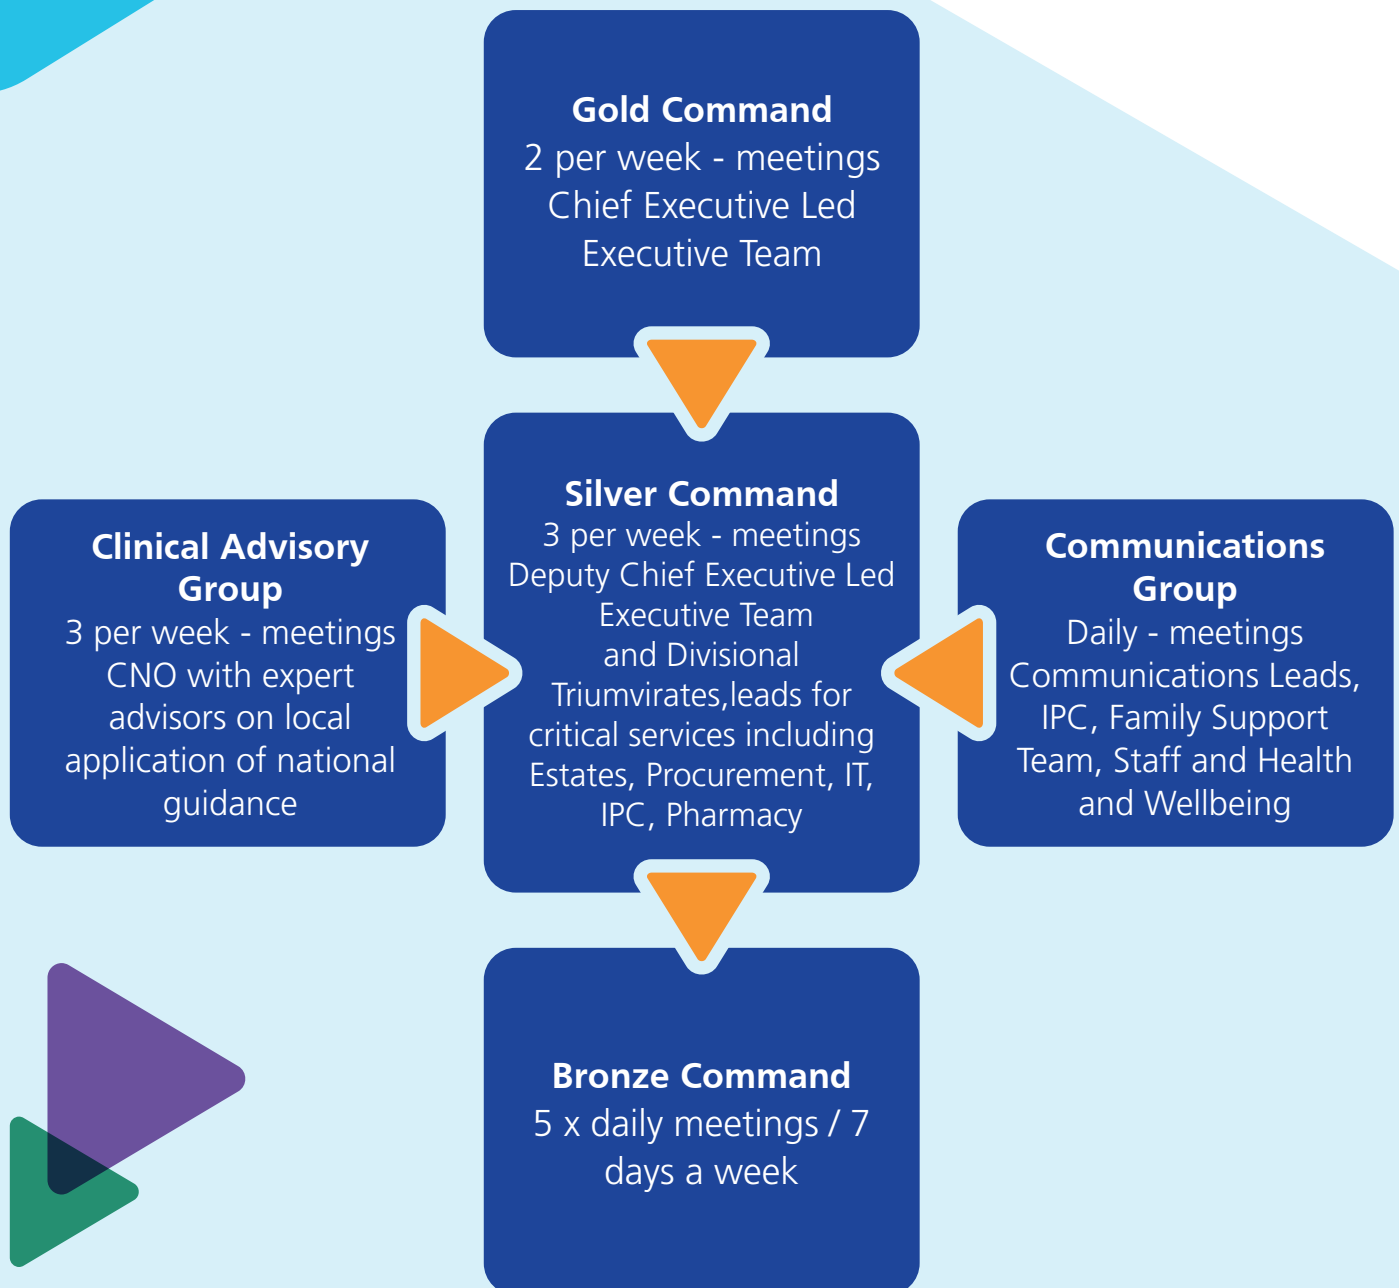 Gold Command
2 per week - meetings
Chief Executive Led
Executive Team
Silver Command
3 per week - meetings
Deputy Chief Executive Led
Executive Team
and Divisional
Triumvirates,leads for
critical services including
Estates, Procurement, IT,
IPC, Pharmacy
Clinical Advisory
Group
3 per week - meetings
CNO with expert
advisors on local
application of national
guidance
Communications
Group
Daily - meetings
Communications Leads,
IPC, Family Support
Team, Staff and Health
and Wellbeing
Bronze Command
5 x daily meetings / 7
days a week